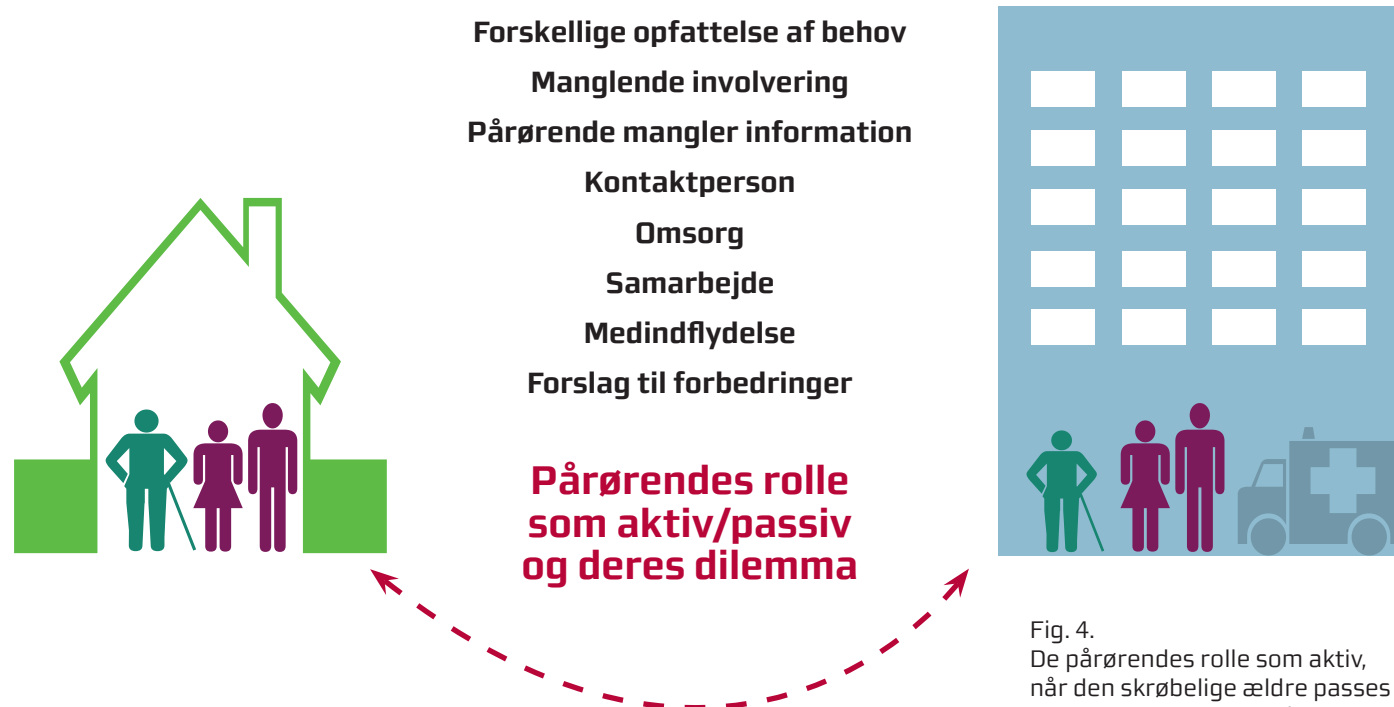 Forskellige opfattelse af behov
Manglende involvering
Pårørende mangler information
Kontaktperson
Omsorg
Samarbejde
Medindflydelse
Forslag til forbedringer
Pårørendes rolle
som aktiv/passiv
og deres dilemma
Fig. 4.
De pårørendes rolle som aktiv,
når den skrøbelige ældre passes